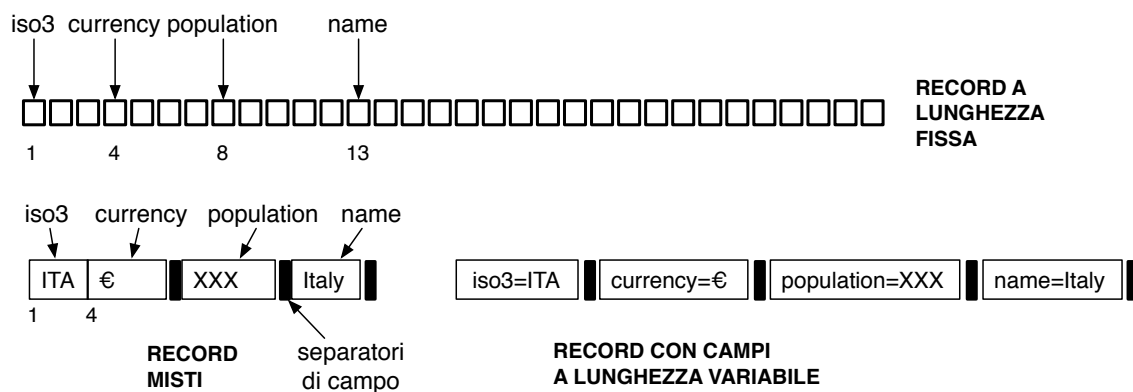 iso3 currency population name
RECORD A
LUNGHEZZA
FISSA
1 4 8 13
iso3 currency population name
ITA € XXX Italy
1 4
RECORD
MISTI
separatori
di campo
iso3=ITA currency=€ population=XXX name=Italy
RECORD CON CAMPI
A LUNGHEZZA VARIABILE